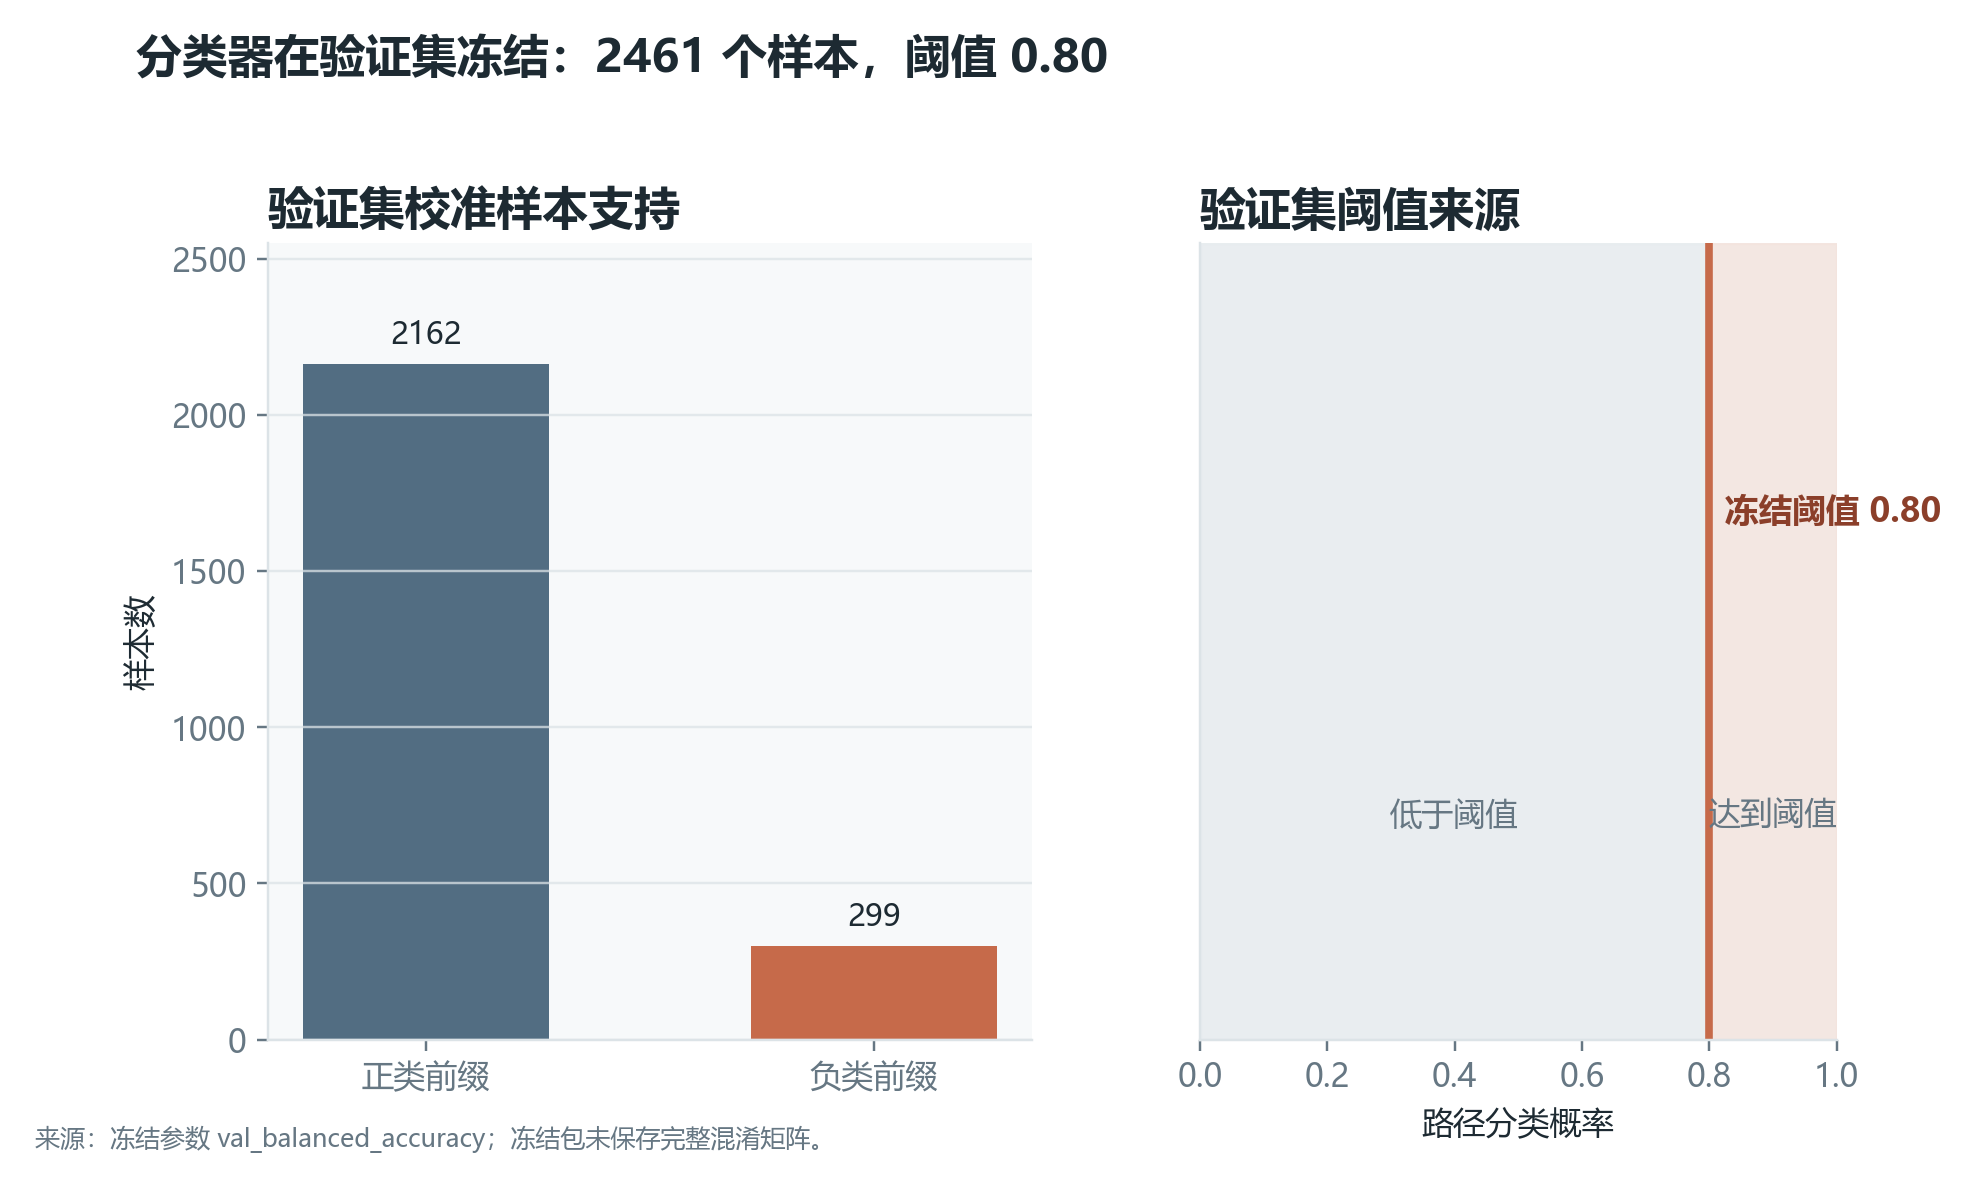 分类器在验证集冻结：2461 个样本，阈值 0.80
验证集校准样本支持
2500
2000
1500
1000
500
0
样本数
2162
299
正类前缀
负类前缀
验证集阈值来源
冻结阈值 0.80
低于阈值
达到阈值
0.0
0.2
0.4
0.6
0.8
1.0
路径分类概率
来源：冻结参数 val_balanced_accuracy；冻结包未保存完整混淆矩阵。